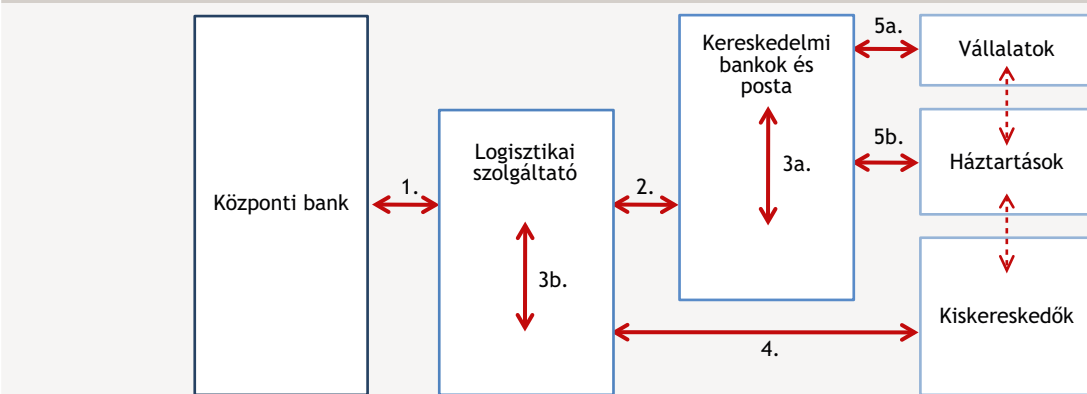 Központi bank
1.
Logisztikai
szolgáltató
3b.
2.
Kereskedelmi
bankok és
posta
3a.
4.
5a.
5b.
Vállalatok
Háztartások
Kiskereskedők